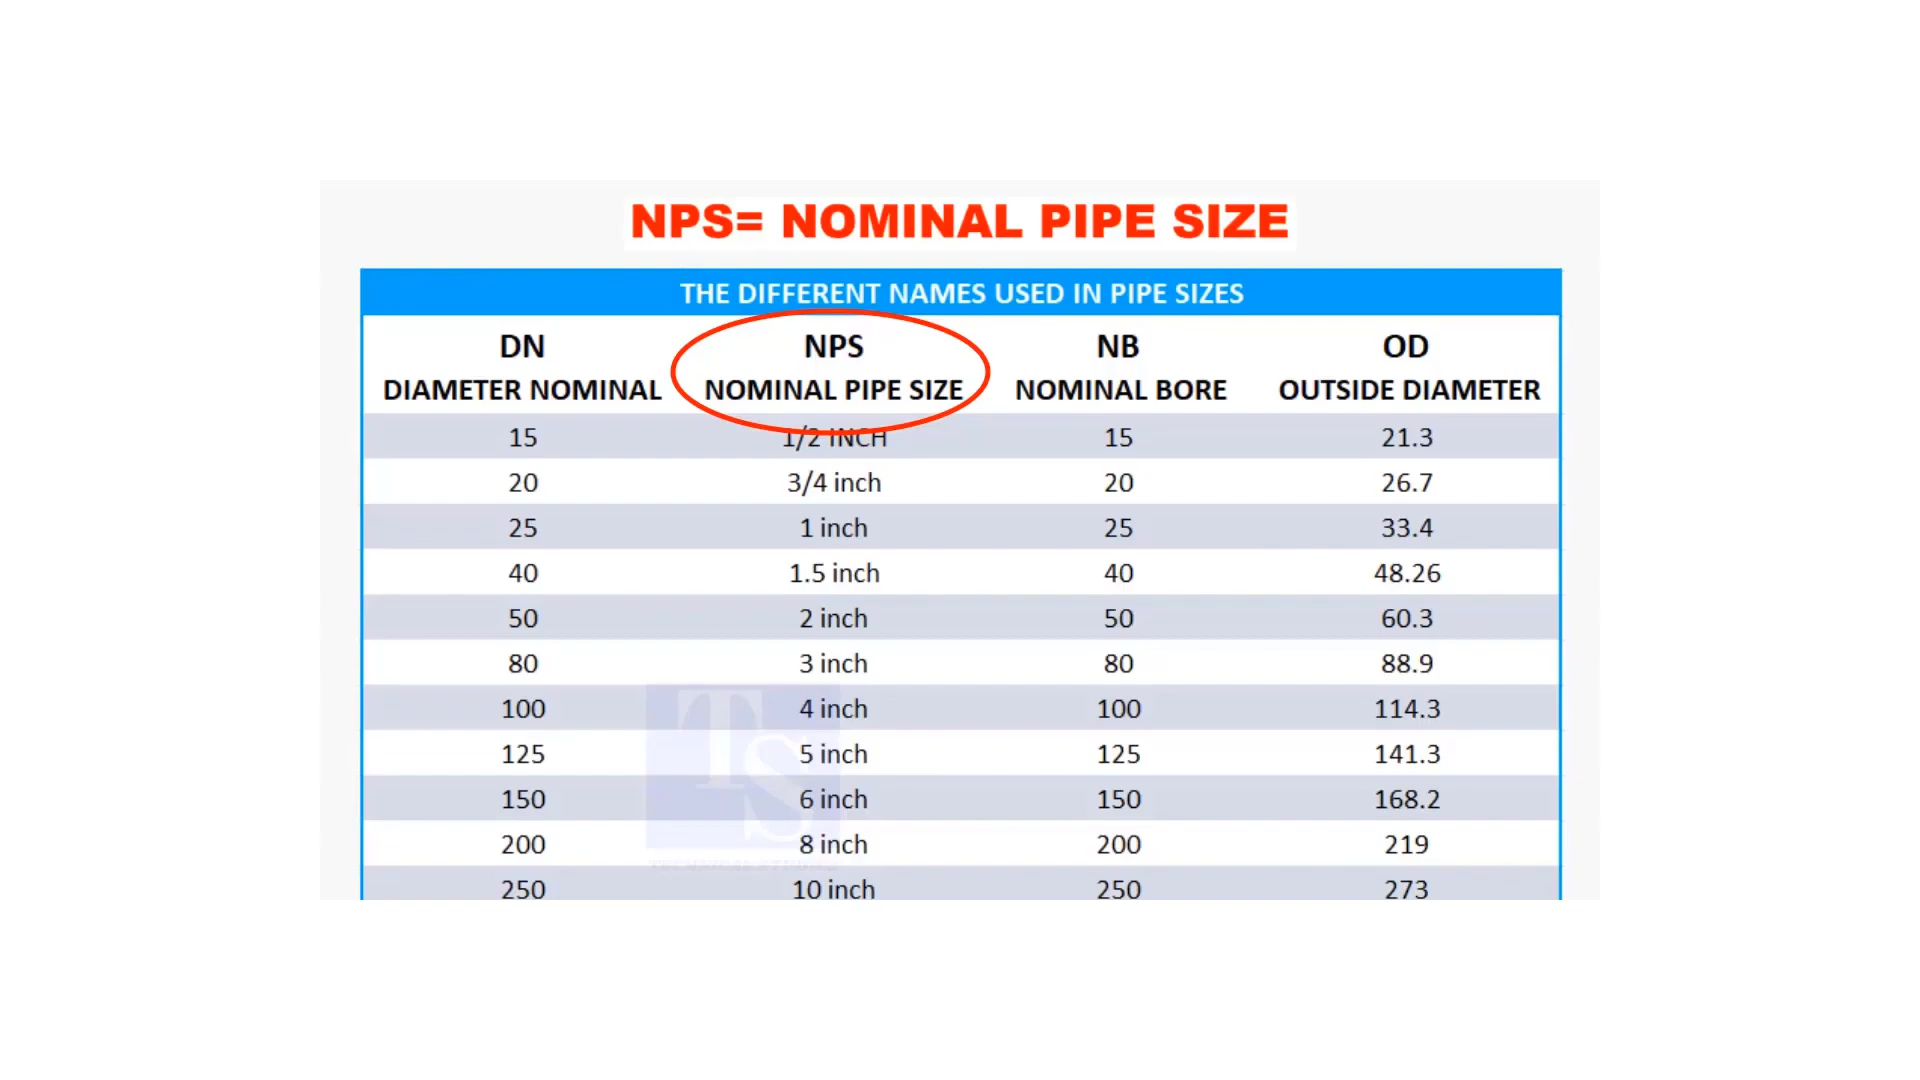 NPS= NOMINAL PIPE SIZE
THE DIFFERENT NAMES USED IN PIPE SIZES
DN NPS NB OD
DIAMETER NOMINAL NOMINAL PIPE SIZE NOMINAL BORE OUTSIDE DIAMETER
15 1/2 INCH 15 21.3
20 3/4 inch 20 26.7
25 1 inch 25 33.4
40 1.5 inch 40 48.26
50 2 inch 50 60.3
80 3 inch 80 88.9
100 4 inch 100 114.3
125 5 inch 125 141.3
150 6 inch 150 168.2
200 8 inch 200 219
250 10 inch 250 273
TS